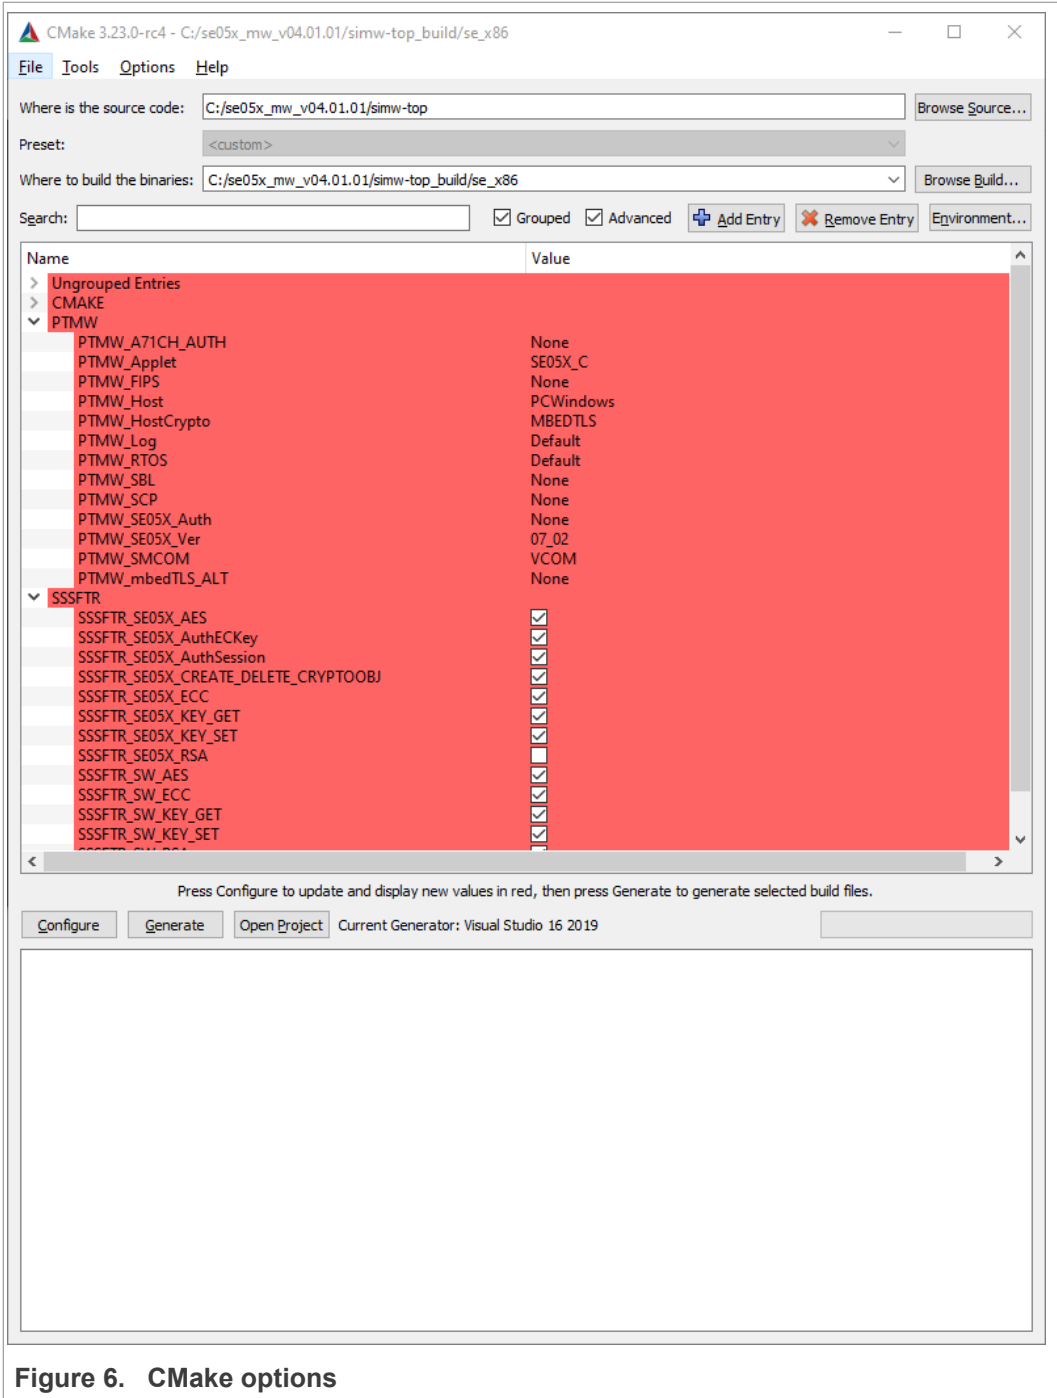 CMake 3.23.0-rc4 - C:/se05x_mw_v04.01.01/simw-top_build/se_x86
File Tools Options Help
Where is the source code: C:/se05x_mw_v04.01.01/simw-top Browse Source...
Preset: <custom>
Where to build the binaries: C:/se05x_mw_v04.01.01/simw-top_build/se_x86 Browse Build...
Search: Grouped Advanced Add Entry Remove Entry Environment...
Name Value
Ungrouped Entries
CMAKE
PTMW
PTMW_A71CH_AUTH None
PTMW_Applet SE05X_C
PTMW_FIPS None
PTMW_Host PCWindows
PTMW_HostCrypto MBEDTLS
PTMW_Log Default
PTMW_RTOS Default
PTMW_SBL None
PTMW_SCP None
PTMW_SE05X_Auth None
PTMW_SE05X_Ver 07_02
PTMW_SMCOM VCOM
PTMW_mbedTLS_ALT None
SSSFTR
SSSFTR_SE05X_AES
SSSFTR_SE05X_AuthECKey
SSSFTR_SE05X_AuthSession
SSSFTR_SE05X_CREATE_DELETE_CRYPTOOBJ
SSSFTR_SE05X_ECC
SSSFTR_SE05X_KEY_GET
SSSFTR_SE05X_KEY_SET
SSSFTR_SE05X_RSA
SSSFTR_SW_AES
SSSFTR_SW_ECC
SSSFTR_SW_KEY_GET
SSSFTR_SW_KEY_SET
Press Configure to update and display new values in red, then press Generate to generate selected build files.
Configure Generate Open Project Current Generator: Visual Studio 16 2019
Figure 6. CMake options